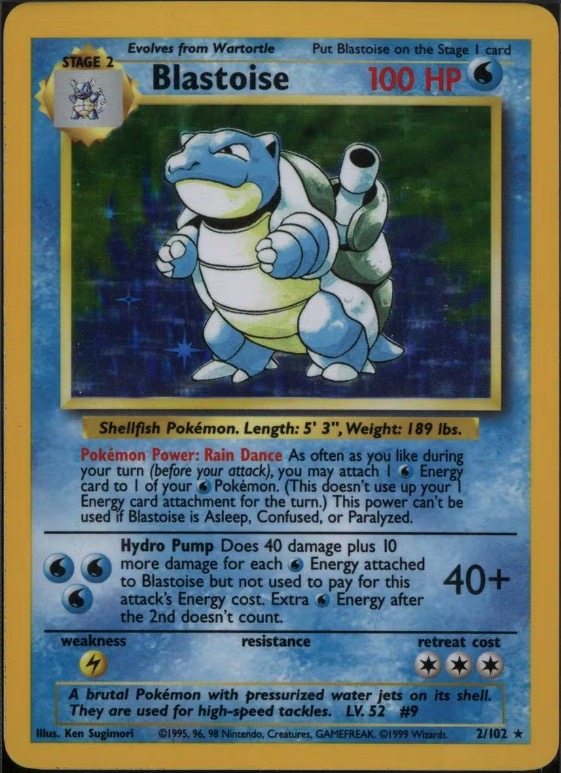 Evolves from Wartortle Put Blastoise on the Stage 1 card
STAGE 2
Blastoise 100 HP
Shellfish Pokémon. Length: 5' 3", Weight: 189 lbs.
Pokémon Power: Rain Dance As often as you like during
your turn (before your attack), you may attach 1 Energy
card to 1 of your Pokémon. (This doesn't use up your 1
Energy card attachment for the turn.) This power can't be
used if Blastoise is Asleep, Confused, or Paralyzed.
Hydro Pump Does 40 damage plus 10
more damage for each Energy attached
to Blastoise but not used to pay for this
attack's Energy cost. Extra Energy after
the 2nd doesn't count.
40+
weakness resistance retreat cost
A brutal Pokémon with pressurized water jets on its shell.
They are used for high-speed tackles. LV. 52 #9
Illus. Ken Sugimori ©1995, 96, 98 Nintendo, Creatures, GAMEFREAK. ©1999 Wizards. 2/102 ★